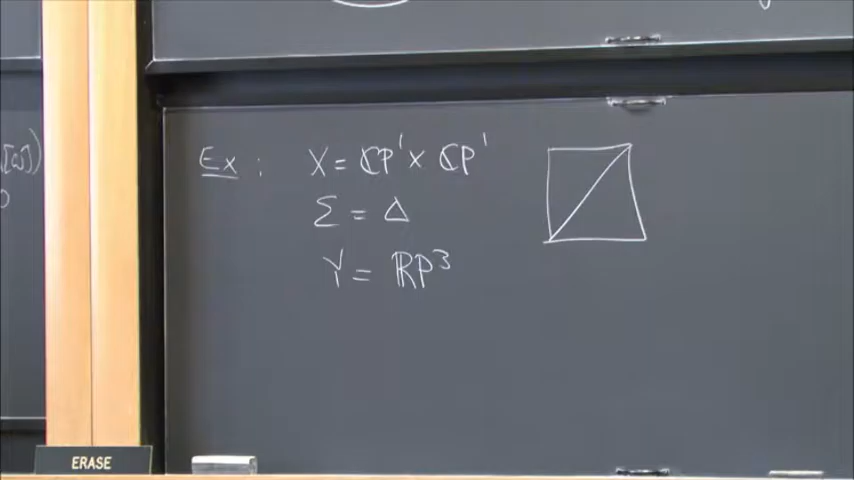 Ex : X = ℂP¹ × ℂP¹
Σ = Δ
Y = ℝP³
ERASE